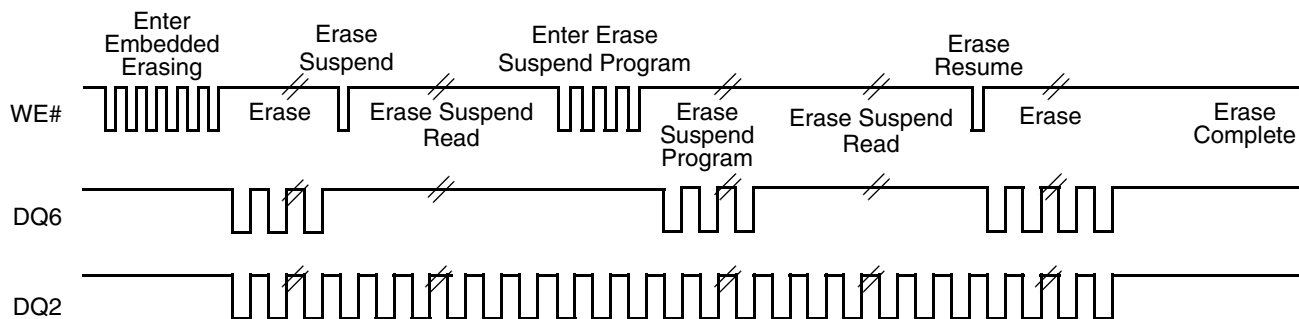 Enter
Embedded
Erasing
Erase
Suspend
Enter Erase
Suspend Program
Erase
Resume
WE#
Erase
Erase Suspend
Read
Erase
Suspend
Program
Erase Suspend
Read
Erase
Erase
Complete
DQ6
DQ2